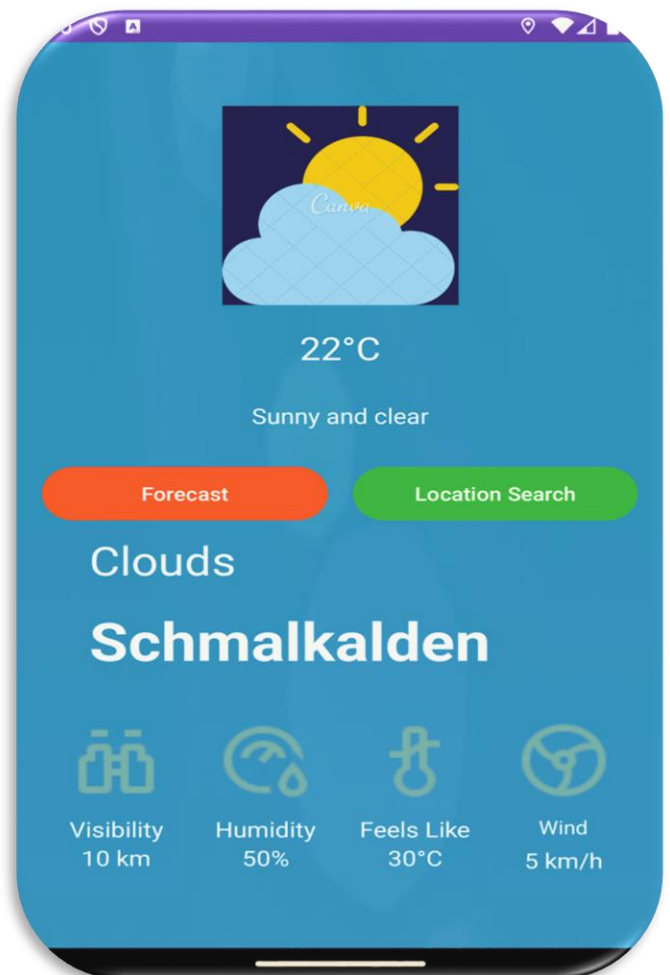 Canva
22°C
Sunny and clear
Forecast
Location Search
Clouds
Schmalkalden
Visibility
10 km
Humidity
50%
Feels Like
30°C
Wind
5 km/h